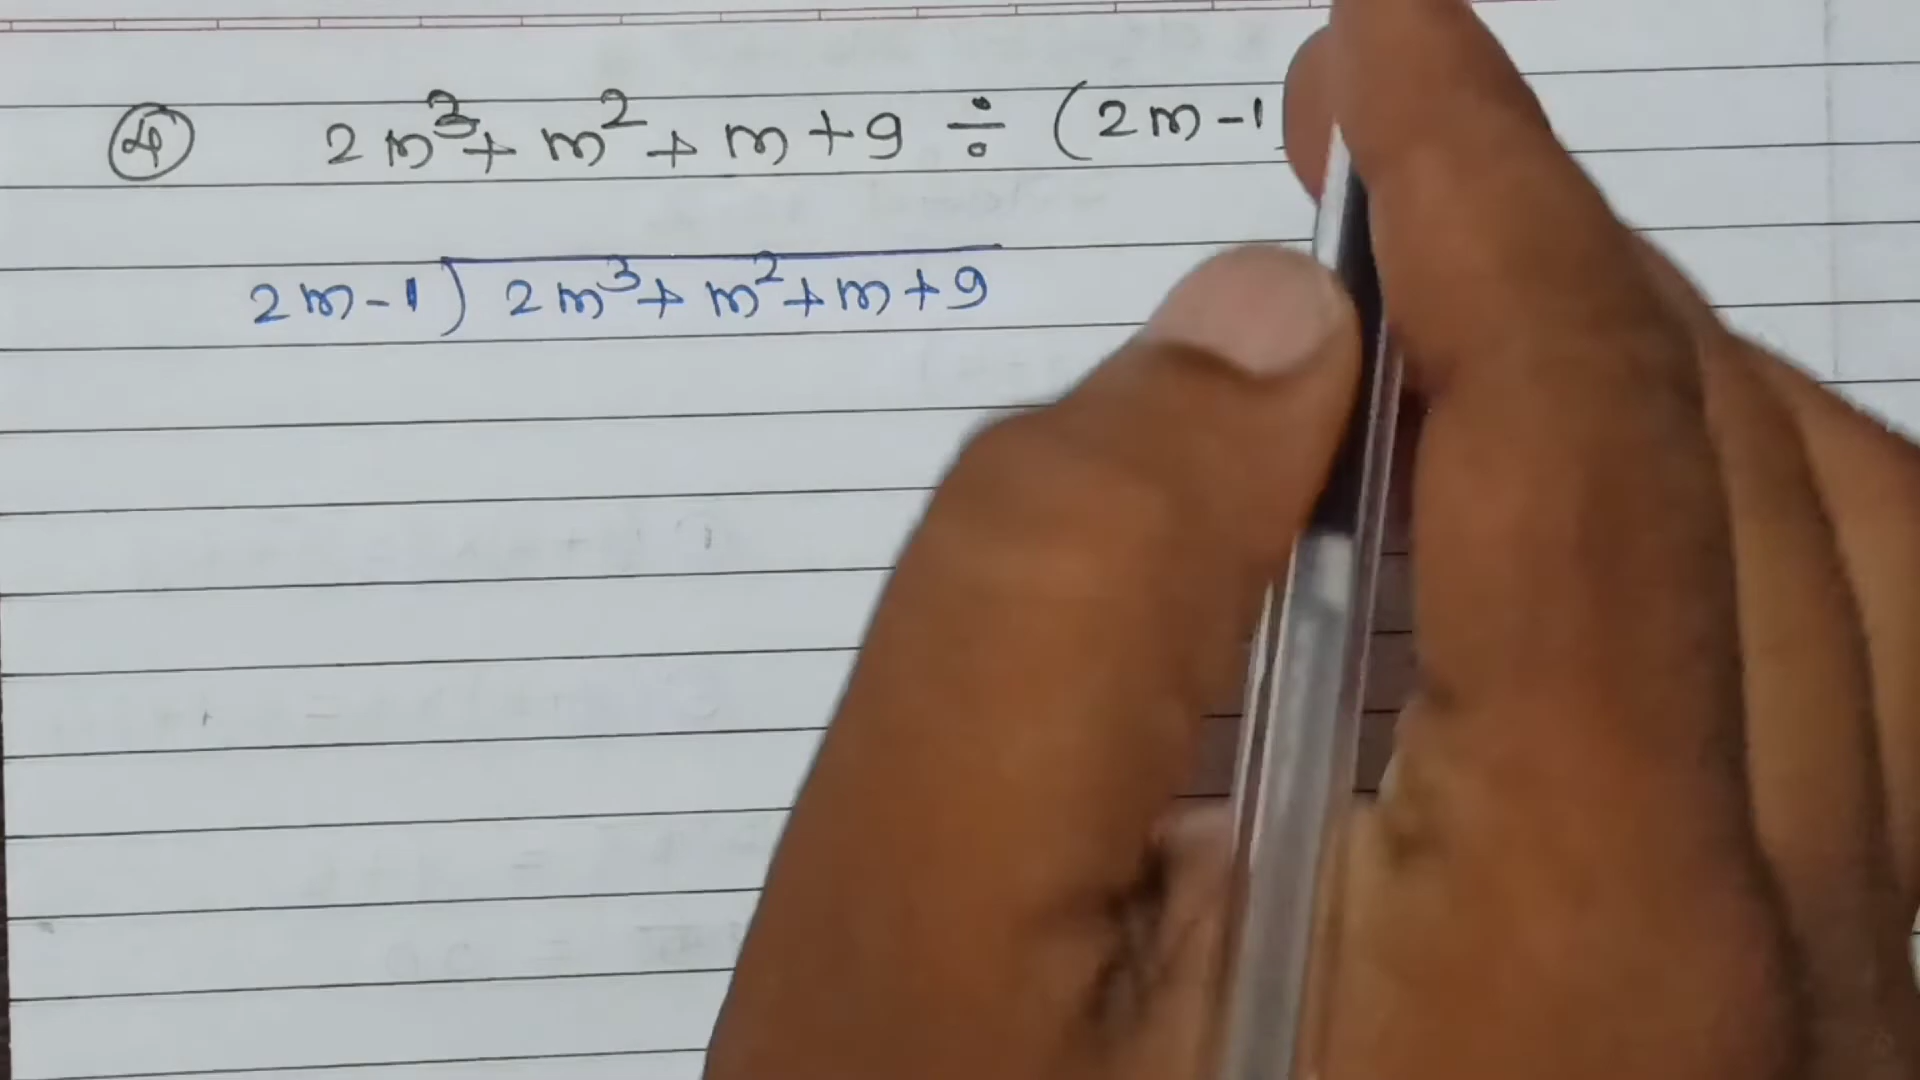 ④ 2m³ + m² + m + 9 ÷ (2m - 1
2m - 1 ) 2m³ + m² + m + 9